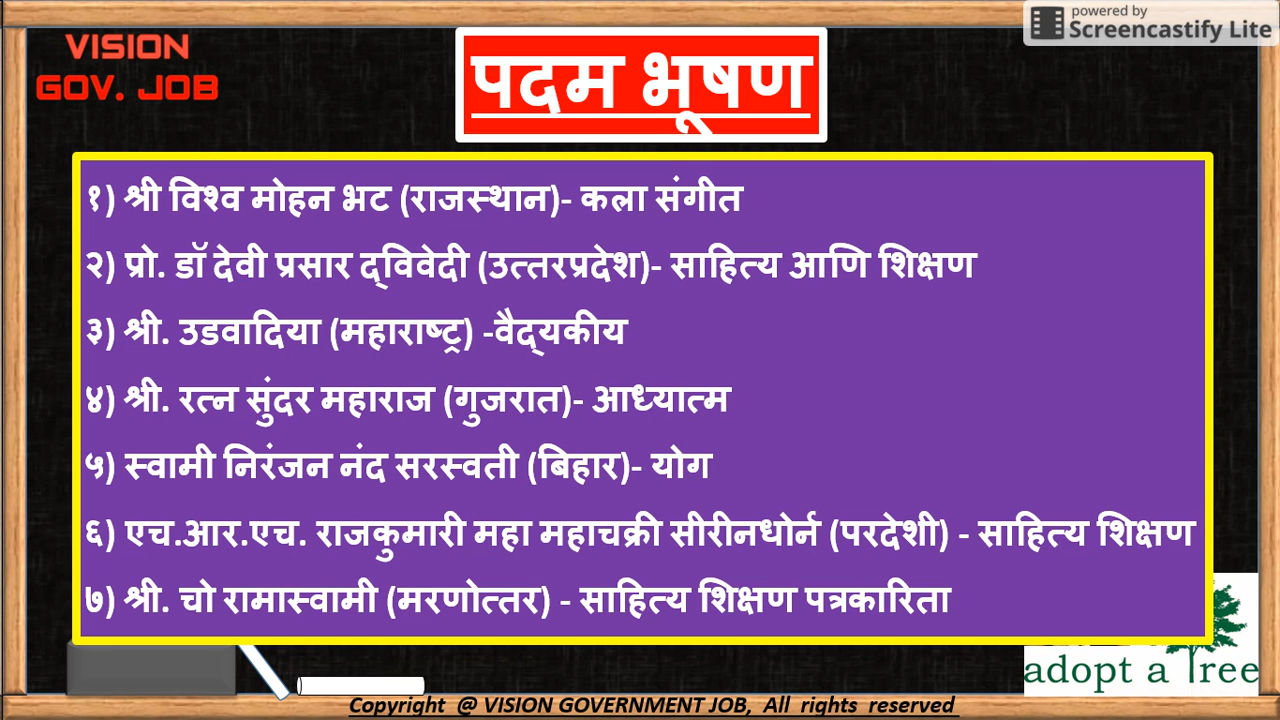 powered by
Screencastify Lite
VISION
GOV. JOB
पदम भूषण
१) श्री विश्व मोहन भट (राजस्थान)- कला संगीत
२) प्रो. डॉ देवी प्रसार द्विवेदी (उत्तरप्रदेश)- साहित्य आणि शिक्षण
३) श्री. उडवादिया (महाराष्ट्र) -वैद्यकीय
४) श्री. रत्न सुंदर महाराज (गुजरात)- आध्यात्म
५) स्वामी निरंजन नंद सरस्वती (बिहार)- योग
६) एच.आर.एच. राजकुमारी महा महाचक्री सीरीनधोर्न (परदेशी) - साहित्य शिक्षण
७) श्री. चो रामास्वामी (मरणोत्तर) - साहित्य शिक्षण पत्रकारिता
adopt a Tree
Copyright @ VISION GOVERNMENT JOB, All rights reserved